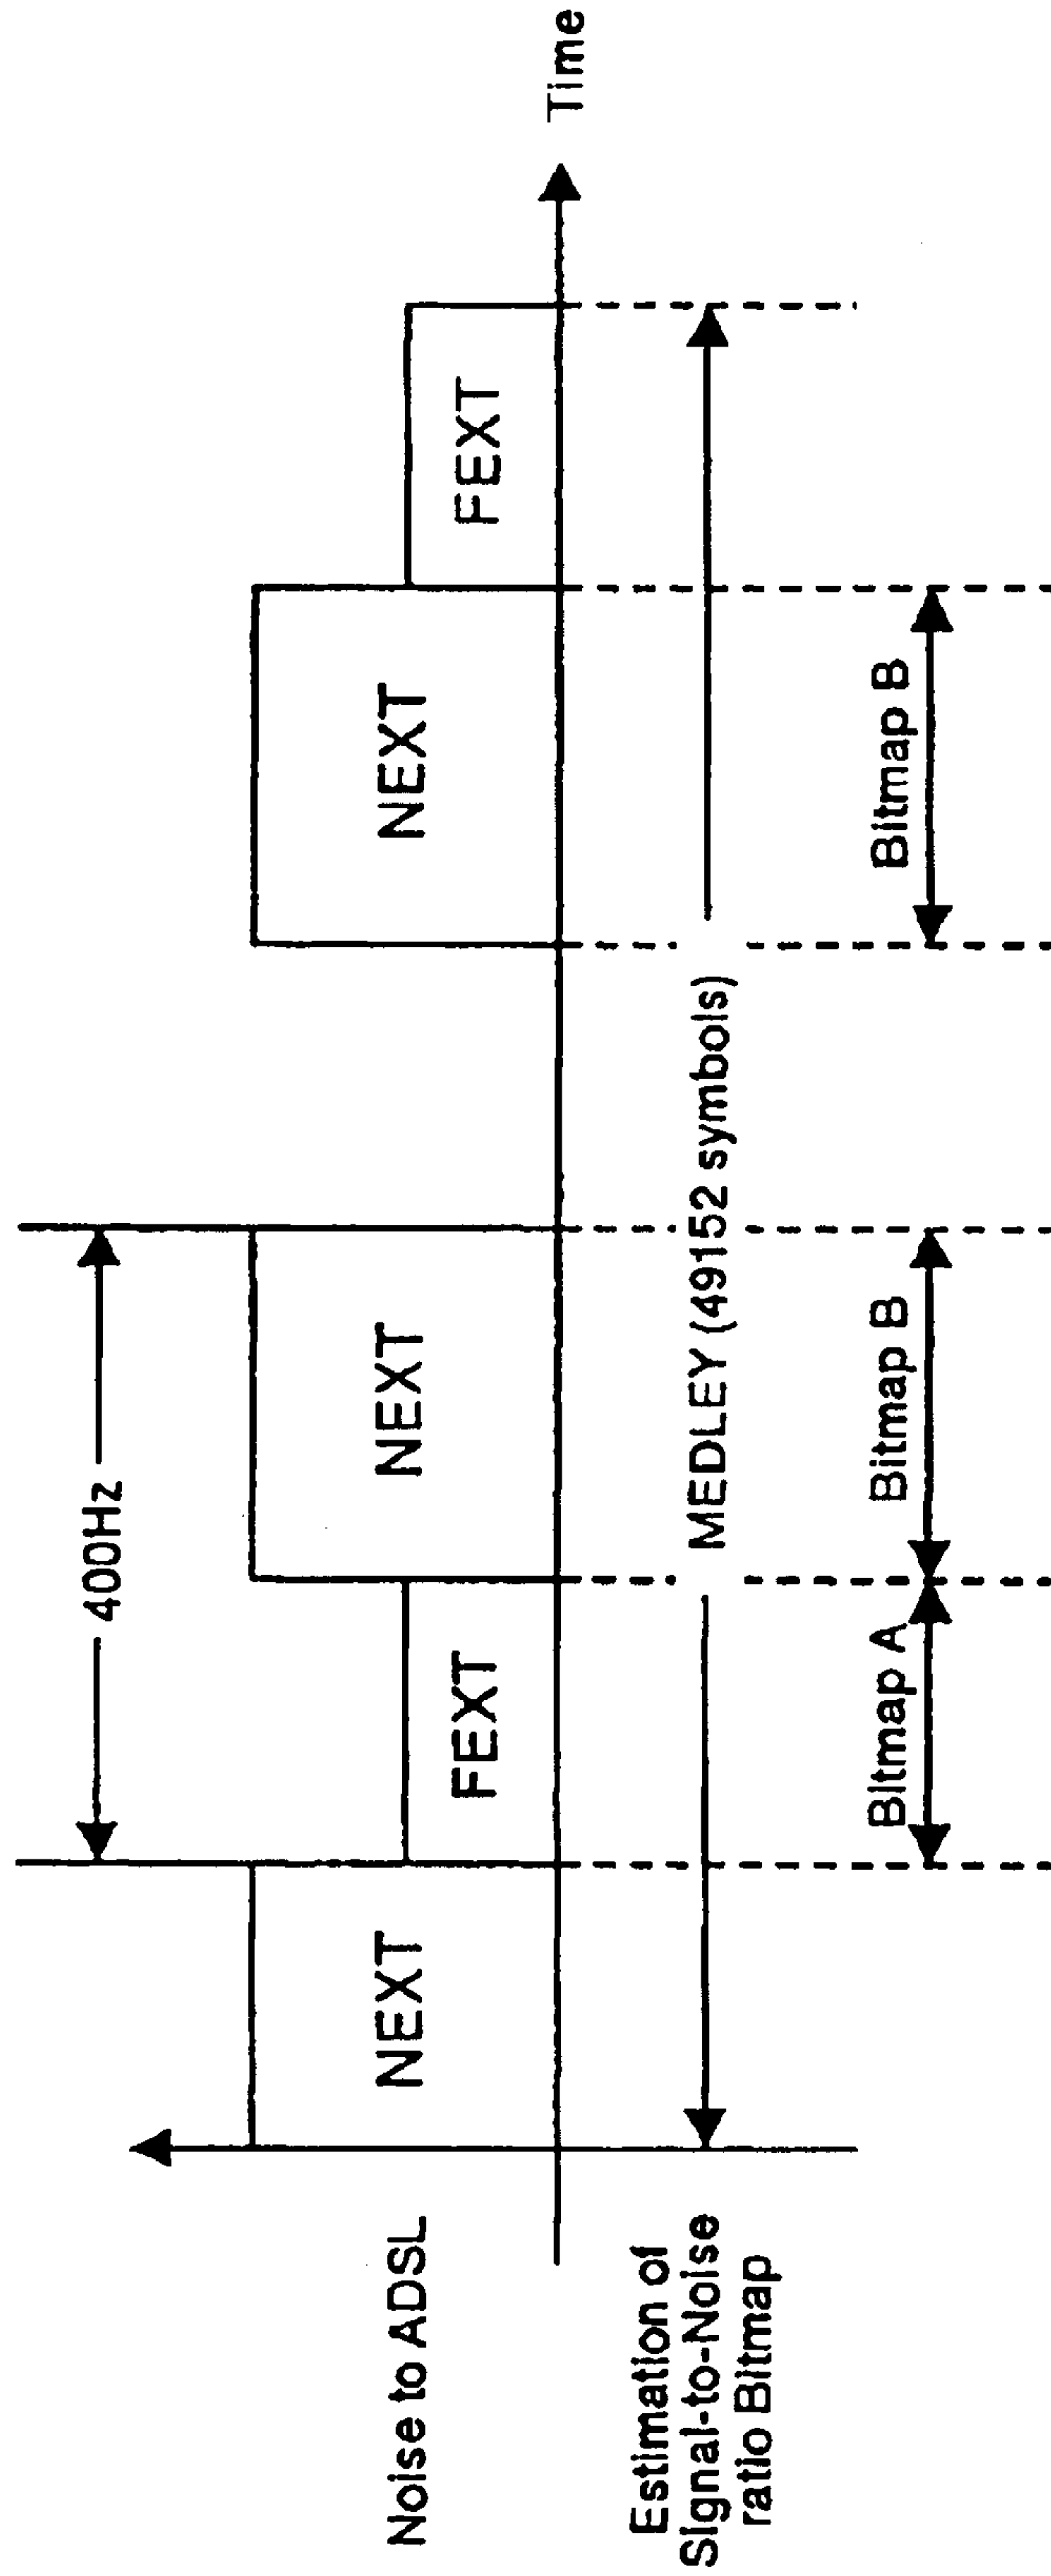 400Hz
Noise to ADSL
NEXT
FEXT
NEXT
NEXT
FEXT
Time
Estimation of
Signal-to-Noise
ratio Bitmap
MEDLEY (49152 symbols)
Bitmap A
Bitmap B
Bitmap B